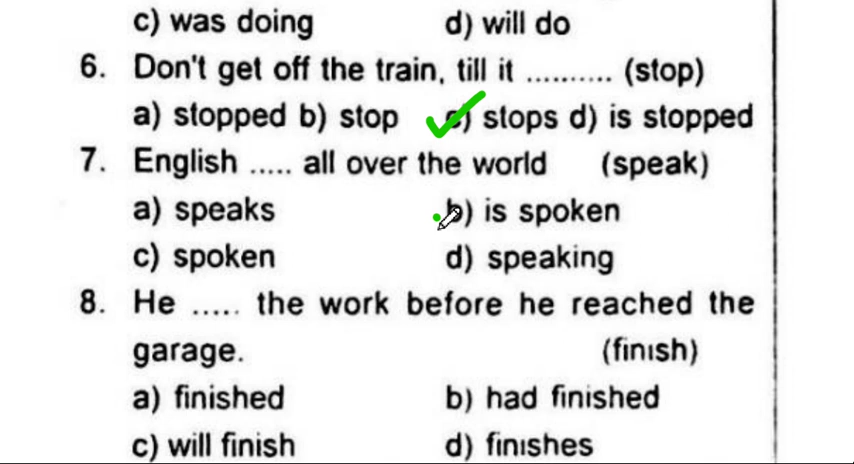 c) was doing d) will do
6. Don't get off the train, till it .......... (stop)
a) stopped b) stop c) stops d) is stopped
7. English ..... all over the world (speak)
a) speaks b) is spoken
c) spoken d) speaking
8. He ..... the work before he reached the
garage. (finish)
a) finished b) had finished
c) will finish d) finishes